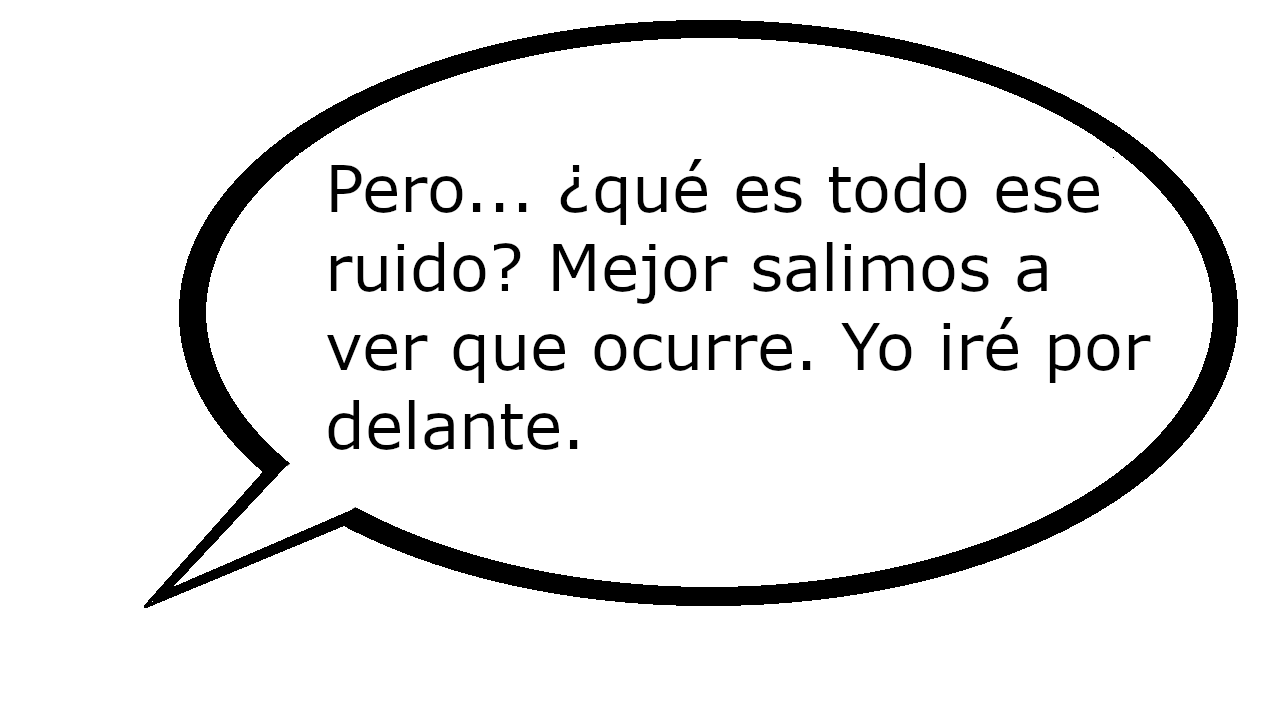 Pero... ¿qué es todo ese
ruido? Mejor salimos a
ver que ocurre. Yo iré por
delante.